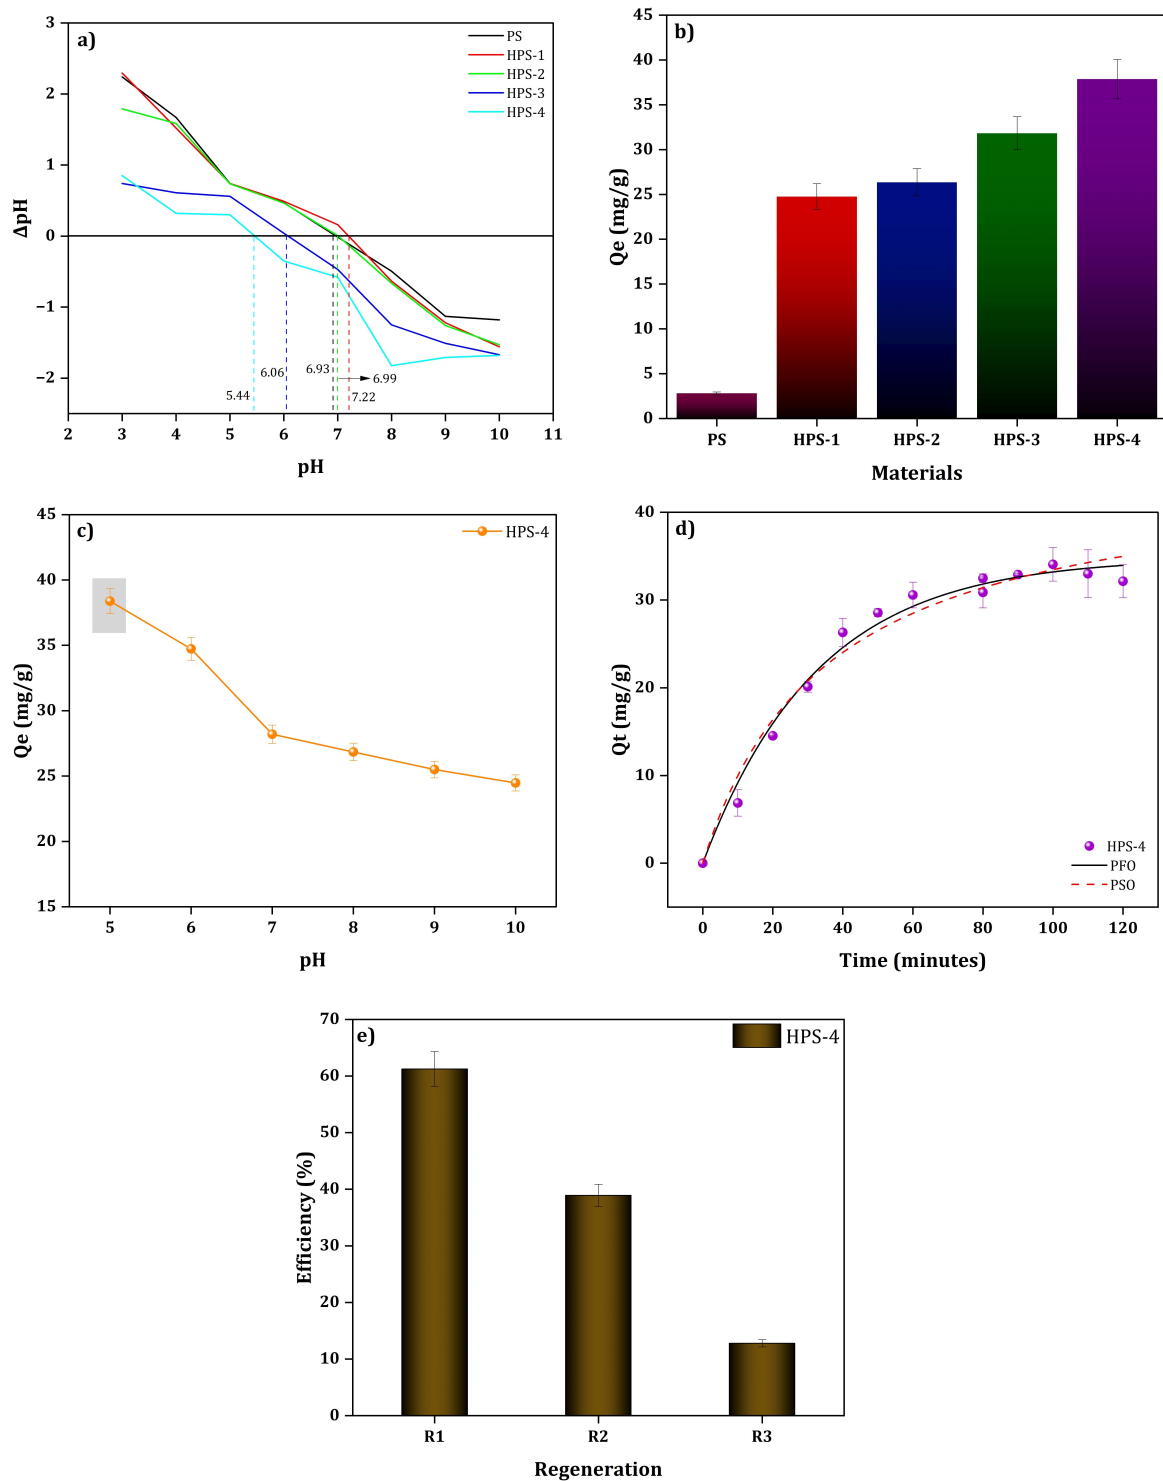 a)
ΔpH
3
2
1
0
−1
−2
PS
HPS-1
HPS-2
HPS-3
HPS-4
5.44
6.06
6.93
6.99
7.22
2 3 4 5 6 7 8 9 10 11
pH
b)
Qe (mg/g)
45
40
35
30
25
20
15
10
5
0
PS HPS-1 HPS-2 HPS-3 HPS-4
Materials
c)
HPS-4
Qe (mg/g)
45
40
35
30
25
20
15
5 6 7 8 9 10
pH
d)
Qt (mg/g)
40
30
20
10
0
HPS-4
PFO
PSO
0 20 40 60 80 100 120
Time (minutes)
e)
HPS-4
Efficiency (%)
70
60
50
40
30
20
10
0
R1 R2 R3
Regeneration